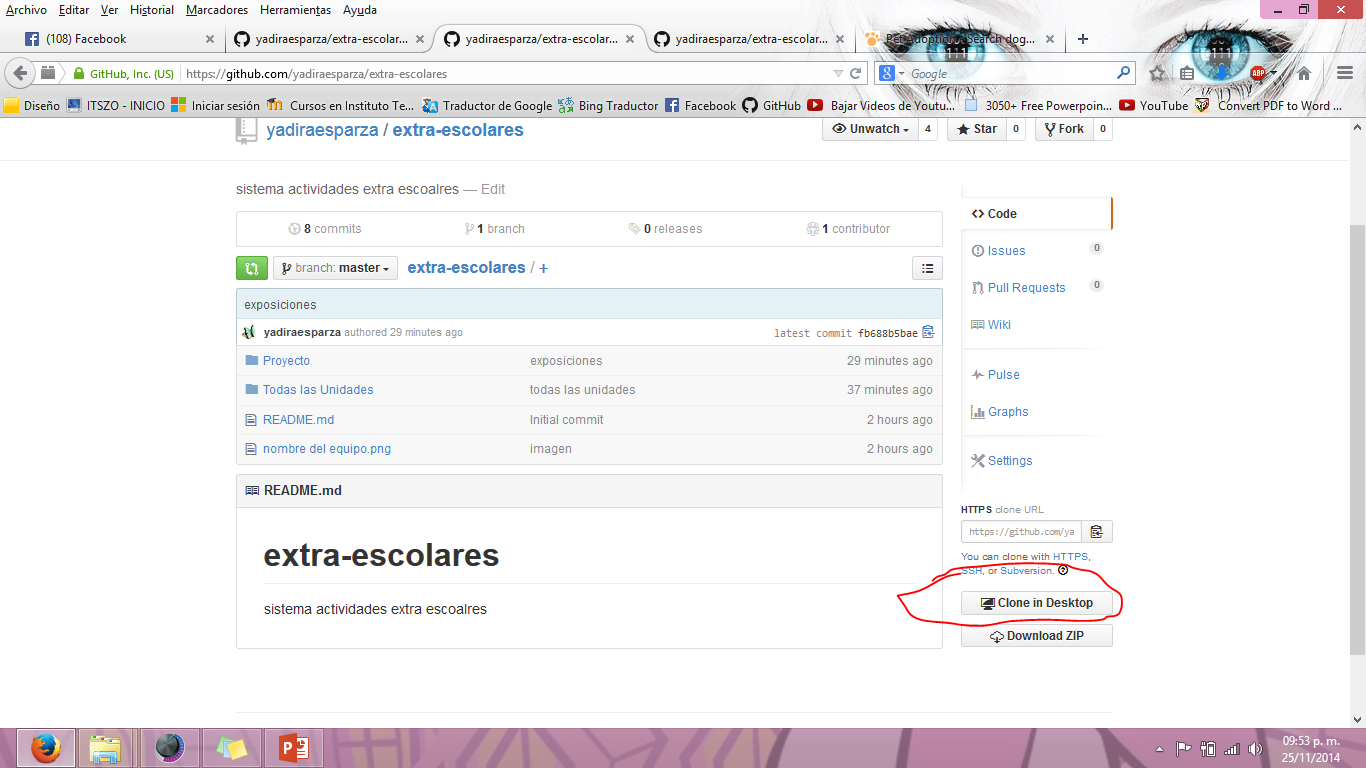 Archivo Editar Ver Historial Marcadores Herramientas Ayuda
(108) Facebook
yadiraesparza/extra-escolar...
yadiraesparza/extra-escolar...
yadiraesparza/extra-escolar...
Pet Adoption: Search dog...
GitHub, Inc. (US) https://github.com/yadiraesparza/extra-escolares
Google
ABP
Diseño ITSZO - INICIO Iniciar sesión Cursos en Instituto Te... Traductor de Google Bing Traductor Facebook GitHub Bajar Videos de Youtu... 3050+ Free Powerpoin... YouTube Convert PDF to Word ...
yadiraesparza / extra-escolares
Unwatch 4 Star 0 Fork 0
sistema actividades extra escoalres — Edit
8 commits 1 branch 0 releases 1 contributor
branch: master extra-escolares / +
exposiciones
yadiraesparza authored 29 minutes ago latest commit fb688b5bae
Proyecto exposiciones 29 minutes ago
Todas las Unidades todas las unidades 37 minutes ago
README.md Initial commit 2 hours ago
nombre del equipo.png imagen 2 hours ago
README.md
extra-escolares
sistema actividades extra escoalres
Code
Issues 0
Pull Requests 0
Wiki
Pulse
Graphs
Settings
HTTPS clone URL
https://github.com/ya
You can clone with HTTPS,
SSH, or Subversion.
Clone in Desktop
Download ZIP
09:53 p. m.
25/11/2014